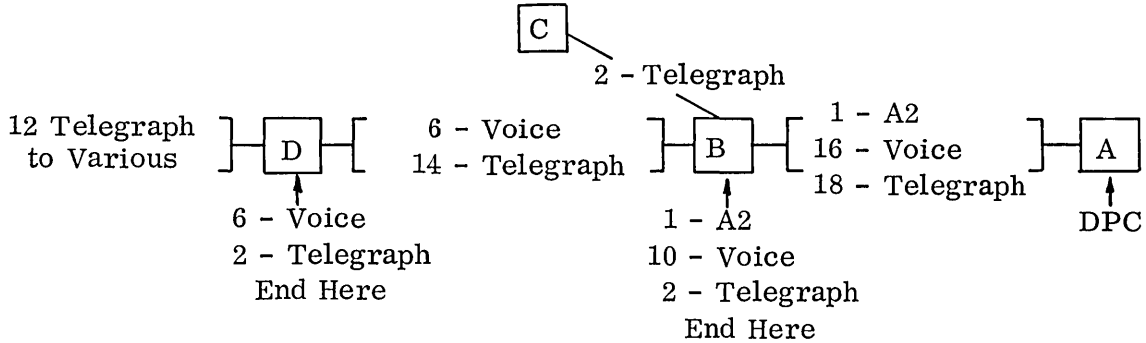 C
2 - Telegraph
12 Telegraph
to Various
D
6 - Voice
14 - Telegraph
B
1 - A2
16 - Voice
18 - Telegraph
A
6 - Voice
2 - Telegraph
End Here
1 - A2
10 - Voice
2 - Telegraph
End Here
DPC